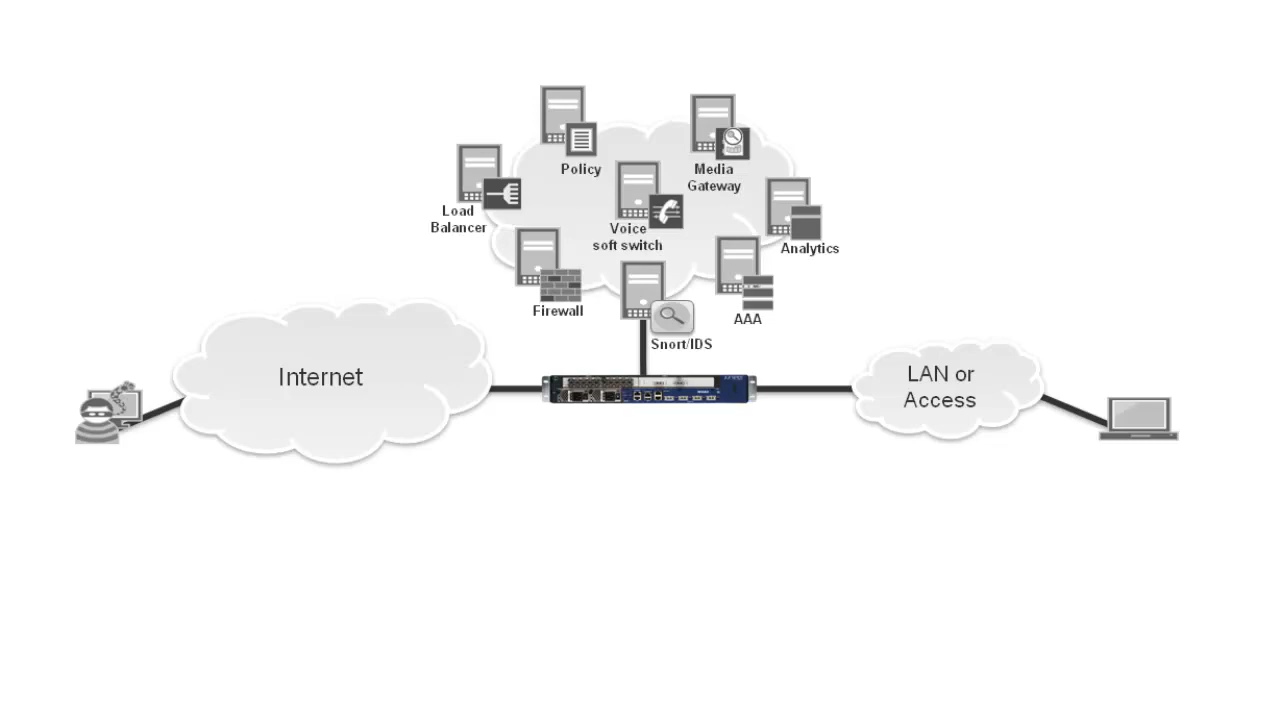 Policy
Media
Gateway
Load
Balancer
Voice
soft switch
Analytics
Firewall
AAA
Snort/IDS
Internet
LAN or
Access